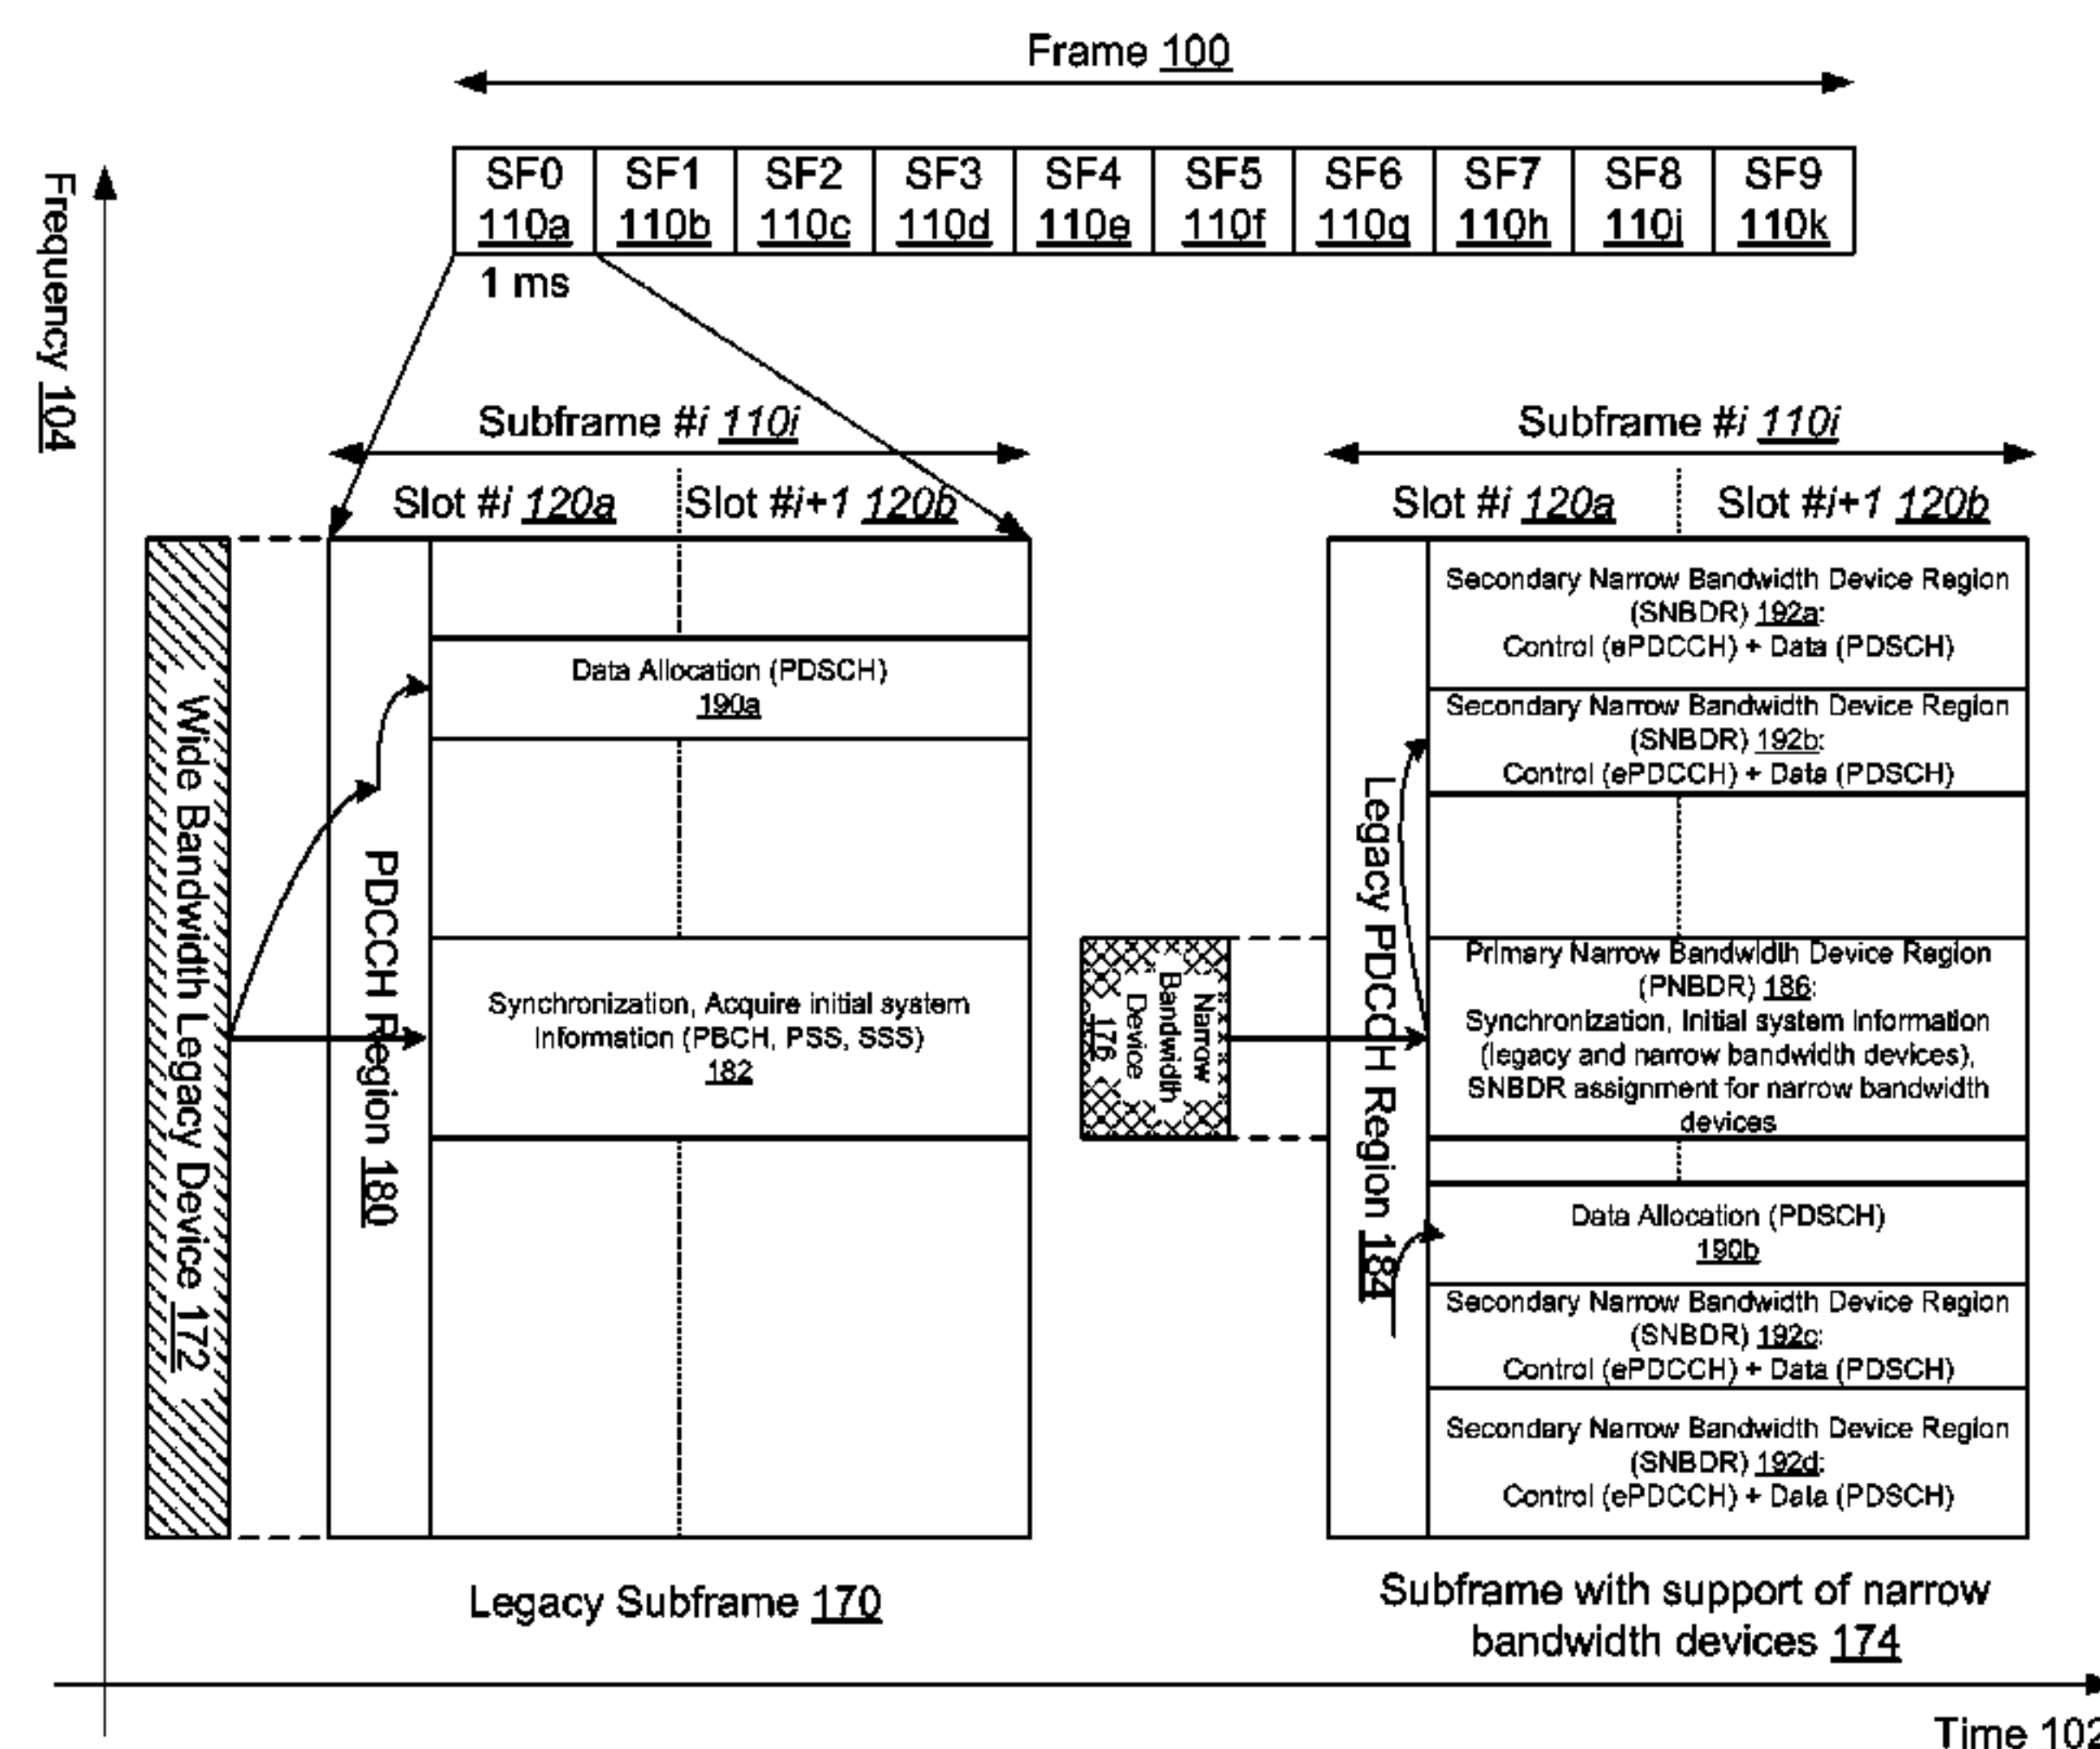 Frame 100
SF0 SF1 SF2 SF3 SF4 SF5 SF6 SF7 SF8 SF9
110a 110b 110c 110d 110e 110f 110g 110h 110j 110k
1 ms
Frequency 104
Subframe #i 110i
Slot #i 120a Slot #i+1 120b
Wide Bandwidth Legacy Device 172
PDCCH Region 180
Data Allocation (PDSCH)
190a
Synchronization, Acquire initial system
Information (PBCH, PSS, SSS)
182
Legacy Subframe 170
Subframe #i 110i
Slot #i 120a Slot #i+1 120b
Narrow
Bandwidth
Device
176
Legacy PDCCH Region 184
Secondary Narrow Bandwidth Device Region
(SNBDR) 192a:
Control (ePDCCH) + Data (PDSCH)
Secondary Narrow Bandwidth Device Region
(SNBDR) 192b:
Control (ePDCCH) + Data (PDSCH)
Primary Narrow Bandwidth Device Region
(PNBDR) 186:
Synchronization, Initial system Information
(legacy and narrow bandwidth devices),
SNBDR assignment for narrow bandwidth
devices
Data Allocation (PDSCH)
190b
Secondary Narrow Bandwidth Device Region
(SNBDR) 192c:
Control (ePDCCH) + Data (PDSCH)
Secondary Narrow Bandwidth Device Region
(SNBDR) 192d:
Control (ePDCCH) + Data (PDSCH)
Subframe with support of narrow
bandwidth devices 174
Time 102